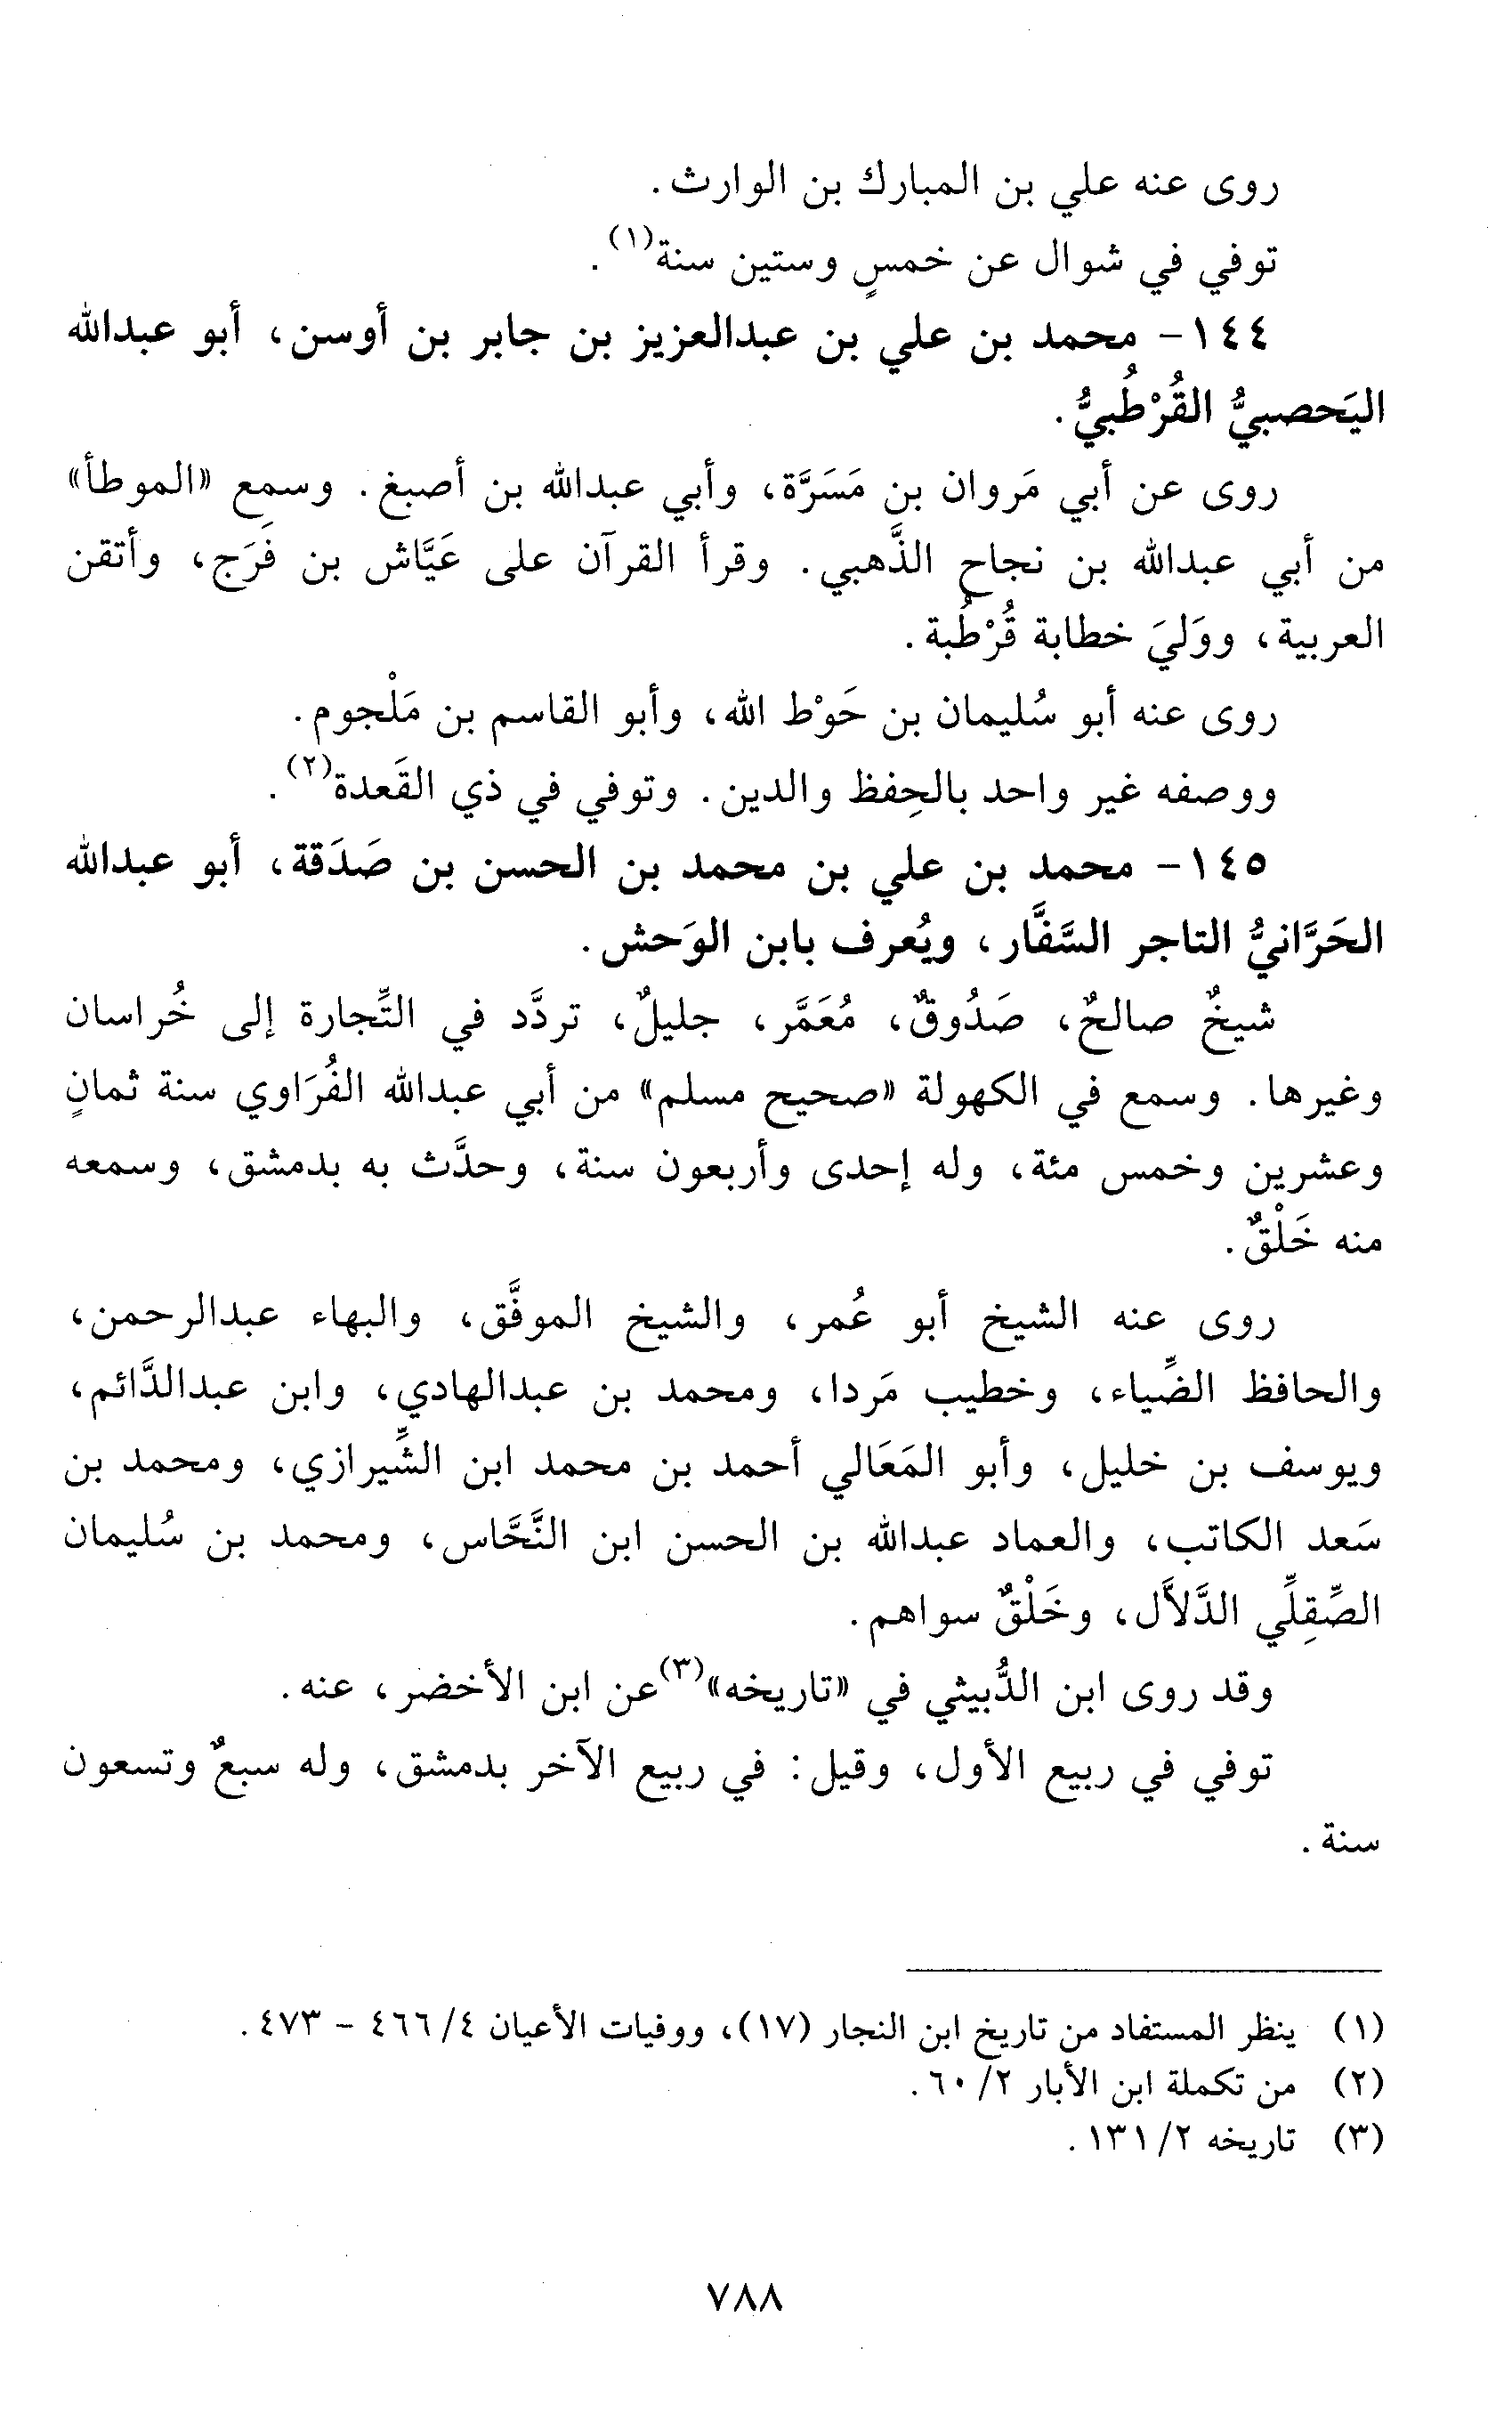 روى عنه علي بن المبارك بن الوارث.
توفي في شوال عن خمسٍ وستين سنة(١).
١٤٤- محمد بن علي بن عبدالعزيز بن جابر بن أوسن، أبو عبدالله
اليَحصبيُّ القُرْطُبيُّ.
روى عن أبي مَروان بن مَسَرَّة، وأبي عبدالله بن أصبغ. وسمع «الموطأ»
من أبي عبدالله بن نجاح الذَّهبي. وقرأ القرآن على عَيَّاش بن فَرَج، وأتقن
العربية، ووَليَ خطابة قُرْطُبة.
روى عنه أبو سُليمان بن حَوْط الله، وأبو القاسم بن مَلْجوم.
ووصفه غير واحد بالحِفظ والدين. وتوفي في ذي القَعدة(٢).
١٤٥- محمد بن علي بن محمد بن الحسن بن صَدَقة، أبو عبدالله
الحَرَّانيُّ التاجر السَّفَّار، ويُعرف بابن الوَحش.
شيخٌ صالحٌ، صَدُوقٌ، مُعَمَّر، جليلٌ، تردَّد في التِّجارة إلى خُراسان
وغيرها. وسمع في الكهولة «صحيح مسلم» من أبي عبدالله الفُرَاوي سنة ثمانٍ
وعشرين وخمس مئة، وله إحدى وأربعون سنة، وحدَّث به بدمشق، وسمعه
منه خَلْقٌ.
روى عنه الشيخ أبو عُمر، والشيخ الموفَّق، والبهاء عبدالرحمن،
والحافظ الضِّياء، وخطيب مَردا، ومحمد بن عبدالهادي، وابن عبدالدَّائم،
ويوسف بن خليل، وأبو المَعَالي أحمد بن محمد ابن الشِّيرازي، ومحمد بن
سَعد الكاتب، والعماد عبدالله بن الحسن ابن النَّحَّاس، ومحمد بن سُليمان
الصِّقِلِّي الدَّلاَّل، وخَلْقٌ سواهم.
وقد روى ابن الدُّبيثي في «تاريخه»(٣) عن ابن الأخضر، عنه.
توفي في ربيع الأول، وقيل: في ربيع الآخر بدمشق، وله سبعٌ وتسعون
سنة.
(١) ينظر المستفاد من تاريخ ابن النجار (١٧)، ووفيات الأعيان ٤/ ٤٦٦ - ٤٧٣.
(٢) من تكملة ابن الأبار ٢/ ٦٠.
(٣) تاريخه ٢/ ١٣١.
٧٨٨